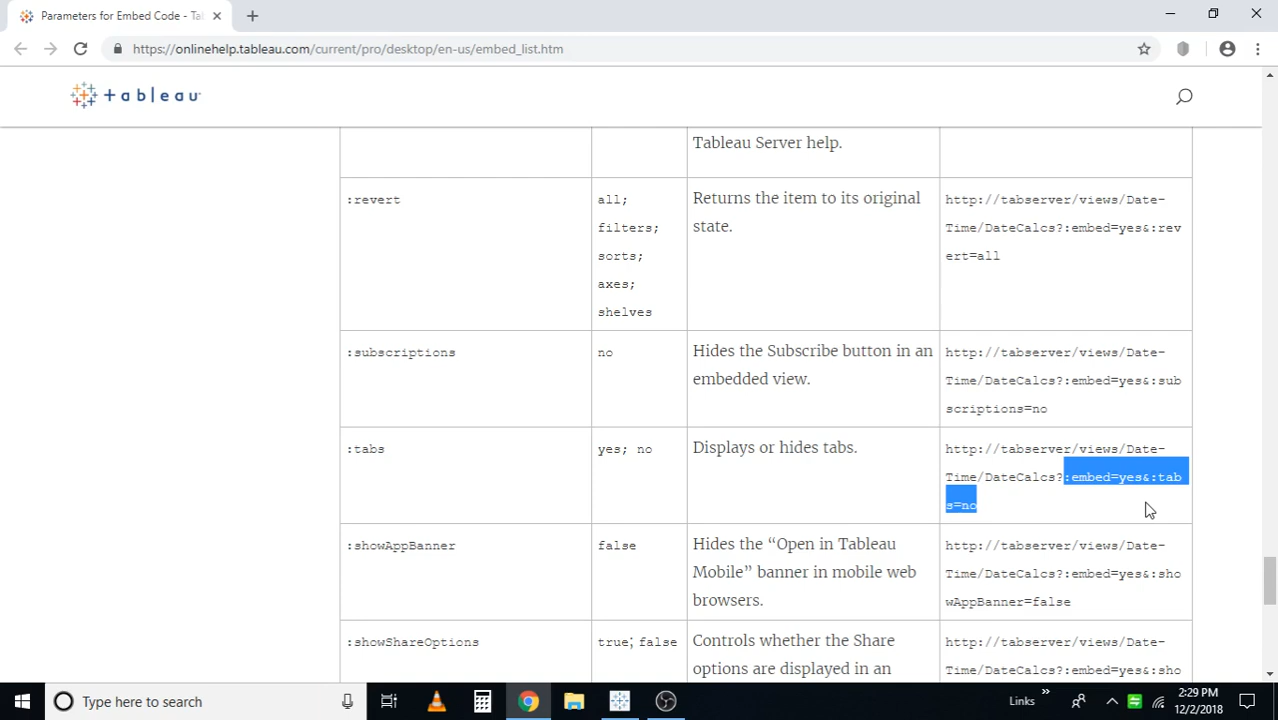 Parameters for Embed Code - Ta
https://onlinehelp.tableau.com/current/pro/desktop/en-us/embed_list.htm
+ a b l e a u
Tableau Server help.
:revert
all;
filters;
sorts;
axes;
shelves
Returns the item to its original
state.
http://tabserver/views/Date-
Time/DateCalcs?:embed=yes&:rev
ert=all
:subscriptions
no
Hides the Subscribe button in an
embedded view.
http://tabserver/views/Date-
Time/DateCalcs?:embed=yes&:sub
scriptions=no
:tabs
yes; no
Displays or hides tabs.
http://tabserver/views/Date-
Time/DateCalcs?:embed=yes&:tab
s=no
:showAppBanner
false
Hides the “Open in Tableau
Mobile” banner in mobile web
browsers.
http://tabserver/views/Date-
Time/DateCalcs?:embed=yes&:sho
wAppBanner=false
:showShareOptions
true; false
Controls whether the Share
options are displayed in an
http://tabserver/views/Date-
Time/DateCalcs?:embed=yes&:sho
Type here to search
Links
2:29 PM
12/2/2018